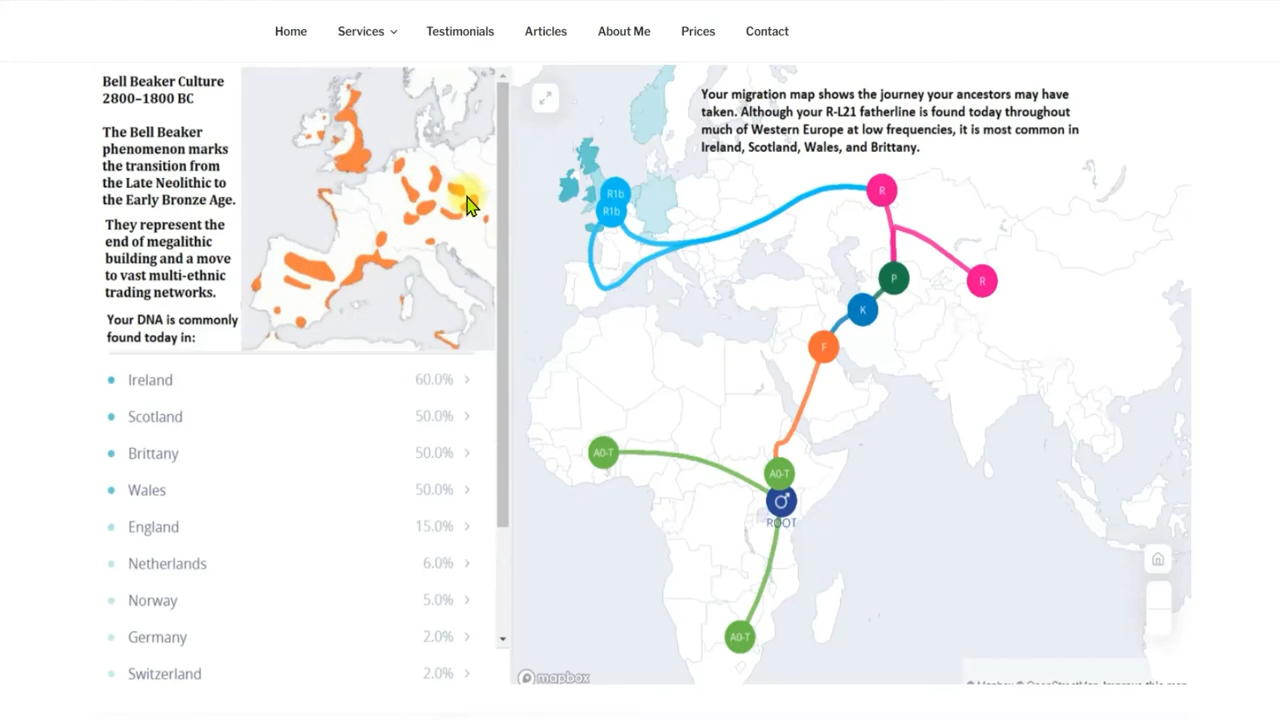 Home Services Testimonials Articles About Me Prices Contact
Bell Beaker Culture
2800–1800 BC
The Bell Beaker
phenomenon marks
the transition from
the Late Neolithic to
the Early Bronze Age.
They represent the
end of megalithic
building and a move
to vast multi-ethnic
trading networks.
Your DNA is commonly
found today in:
Ireland 60.0%
Scotland 50.0%
Brittany 50.0%
Wales 50.0%
England 15.0%
Netherlands 6.0%
Norway 5.0%
Germany 2.0%
Switzerland 2.0%
Your migration map shows the journey your ancestors may have
taken. Although your R-L21 fatherline is found today throughout
much of Western Europe at low frequencies, it is most common in
Ireland, Scotland, Wales, and Brittany.
R1b
R1b
R
R
P
K
F
A0-T
A0-T
ROOT
A0-T
mapbox